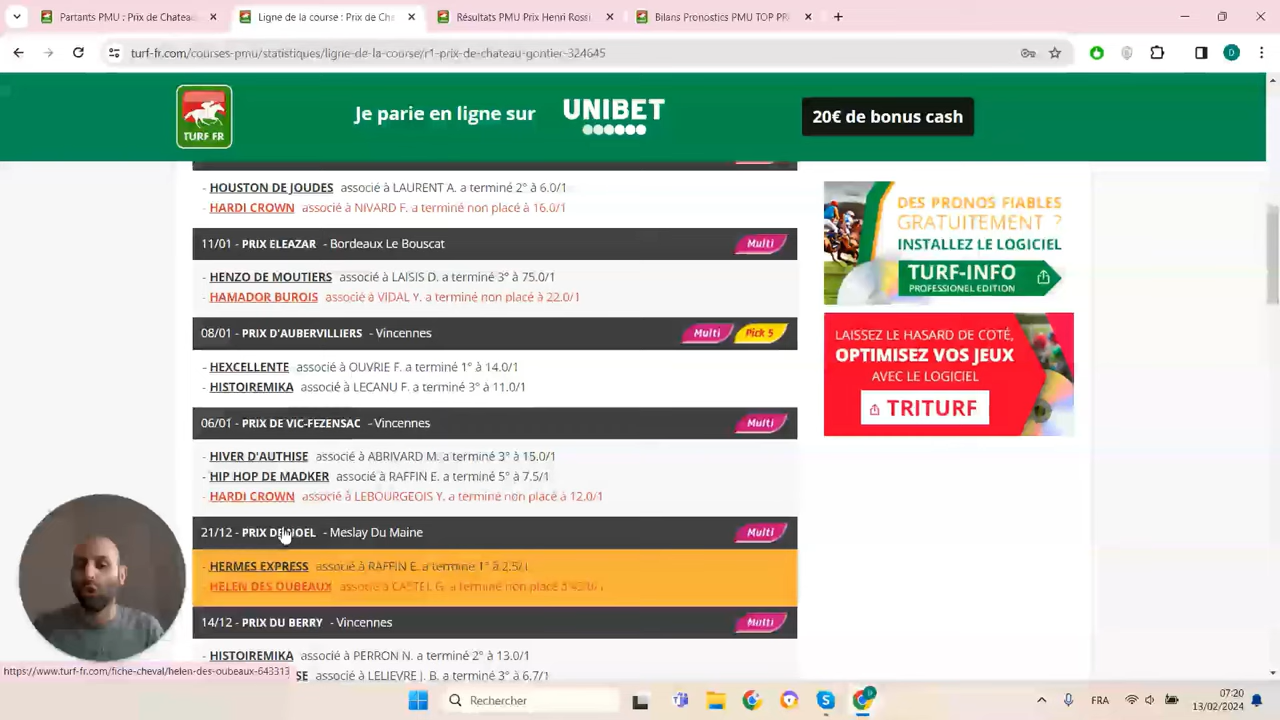 Partants PMU - Prix de Chateau
Ligne de la course : Prix de Cha
Résultats PMU Prix Henri Rossi
Bilans Pronostics PMU TOP PR
turf-fr.com/courses-pmu/statistiques/ligne-de-la-course/r1-prix-de-chateau-gontier-324645
TURF FR
Je parie en ligne sur
UNIBET
20€ de bonus cash
- HOUSTON DE JOUDES associé à LAURENT A. a terminé 2° à 6.0/1
- HARDI CROWN associé à NIVARD F. a terminé non placé à 16.0/1
11/01 - PRIX ELEAZAR - Bordeaux Le Bouscat Multi
- HENZO DE MOUTIERS associé à LAISIS D. a terminé 3° à 75.0/1
- HAMADOR BUROIS associé à VIDAL Y. a terminé non placé à 22.0/1
08/01 - PRIX D'AUBERVILLIERS - Vincennes Multi Pick 5
- HEXCELLENTE associé à OUVRIE F. a terminé 1° à 14.0/1
- HISTOIREMIKA associé à LECANU F. a terminé 3° à 11.0/1
06/01 - PRIX DE VIC-FEZENSAC - Vincennes Multi
- HIVER D'AUTHISE associé à ABRIVARD M. a terminé 3° à 15.0/1
- HIP HOP DE MADKER associé à RAFFIN E. a terminé 5° à 7.5/1
- HARDI CROWN associé à LEBOURGEOIS Y. a terminé non placé à 12.0/1
21/12 - PRIX DE NOEL - Meslay Du Maine Multi
- HERMES EXPRESS associé à RAFFIN E. a terminé 1° à 2.5/1
- HELEN DES OUBEAUX associé à CASTEL G. a terminé non placé à
14/12 - PRIX DU BERRY - Vincennes Multi
- HISTOIREMIKA associé à PERRON N. a terminé 2° à 13.0/1
SE associé à LELIEVRE J. B. a terminé 3° à 6.7/1
DES PRONOS FIABLES
GRATUITEMENT ?
INSTALLEZ LE LOGICIEL
TURF-INFO
PROFESSIONEL EDITION
LAISSEZ LE HASARD DE COTÉ,
OPTIMISEZ VOS JEUX
AVEC LE LOGICIEL
TRITURF
https://www.turf-fr.com/fiche-cheval/helen-des-oubeaux-643313
Rechercher
FRA
07:20
13/02/2024